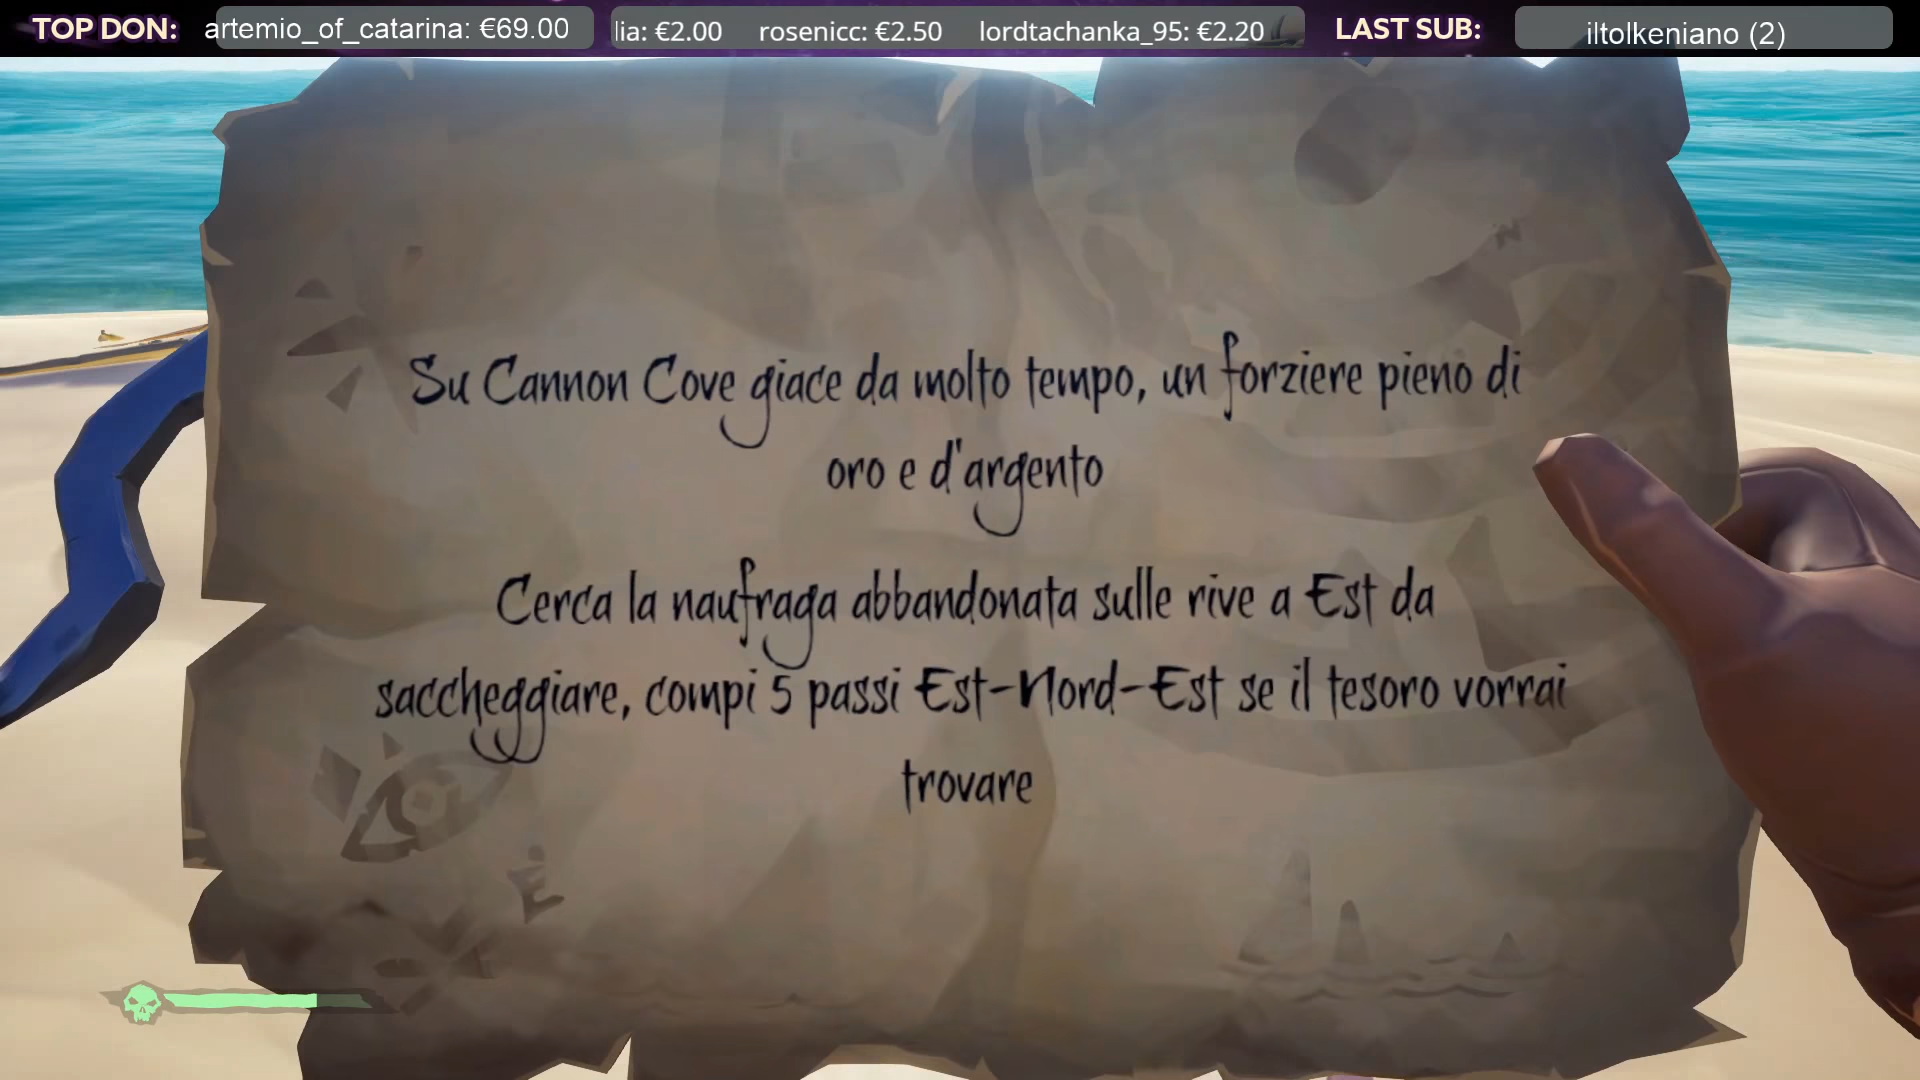 TOP DON: artemio_of_catarina: €69.00 lia: €2.00 rosenicc: €2.50 lordtachanka_95: €2.20 LAST SUB: iltolkeniano (2)
Su Cannon Cove giace da molto tempo, un forziere pieno di
oro e d'argento
Cerca la naufraga abbandonata sulle rive a Est da
saccheggiare, compi 5 passi Est-Nord-Est se il tesoro vorrai
trovare